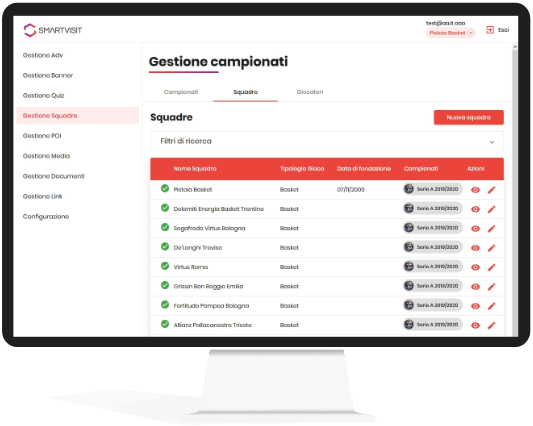 SMARTVISIT
test@aa.it aaa
Pistoia Basket
Esci
Gestione Adv
Gestione Banner
Gestione Quiz
Gestione Squadre
Gestione POI
Gestione Media
Gestione Documenti
Gestione Link
Configurazione
Gestione campionati
Campionati Squadre Giocatori
Squadre
Nuova squadra
Filtri di ricerca
Nome Squadra Tipologia Gioco Data di fondazione Campionati Azioni
Pistoia Basket Basket 07/11/2000 Serie A 2019/2020
Dolomiti Energia Basket Trentino Basket Serie A 2019/2020
Segafredo Virtus Bologna Basket Serie A 2019/2020
De'Longhi Treviso Basket Serie A 2019/2020
Virtus Roma Basket Serie A 2019/2020
Grissin Bon Reggio Emilia Basket Serie A 2019/2020
Fortitudo Pompea Bologna Basket Serie A 2019/2020
Allianz Pallacanestro Trieste Basket Serie A 2019/2020